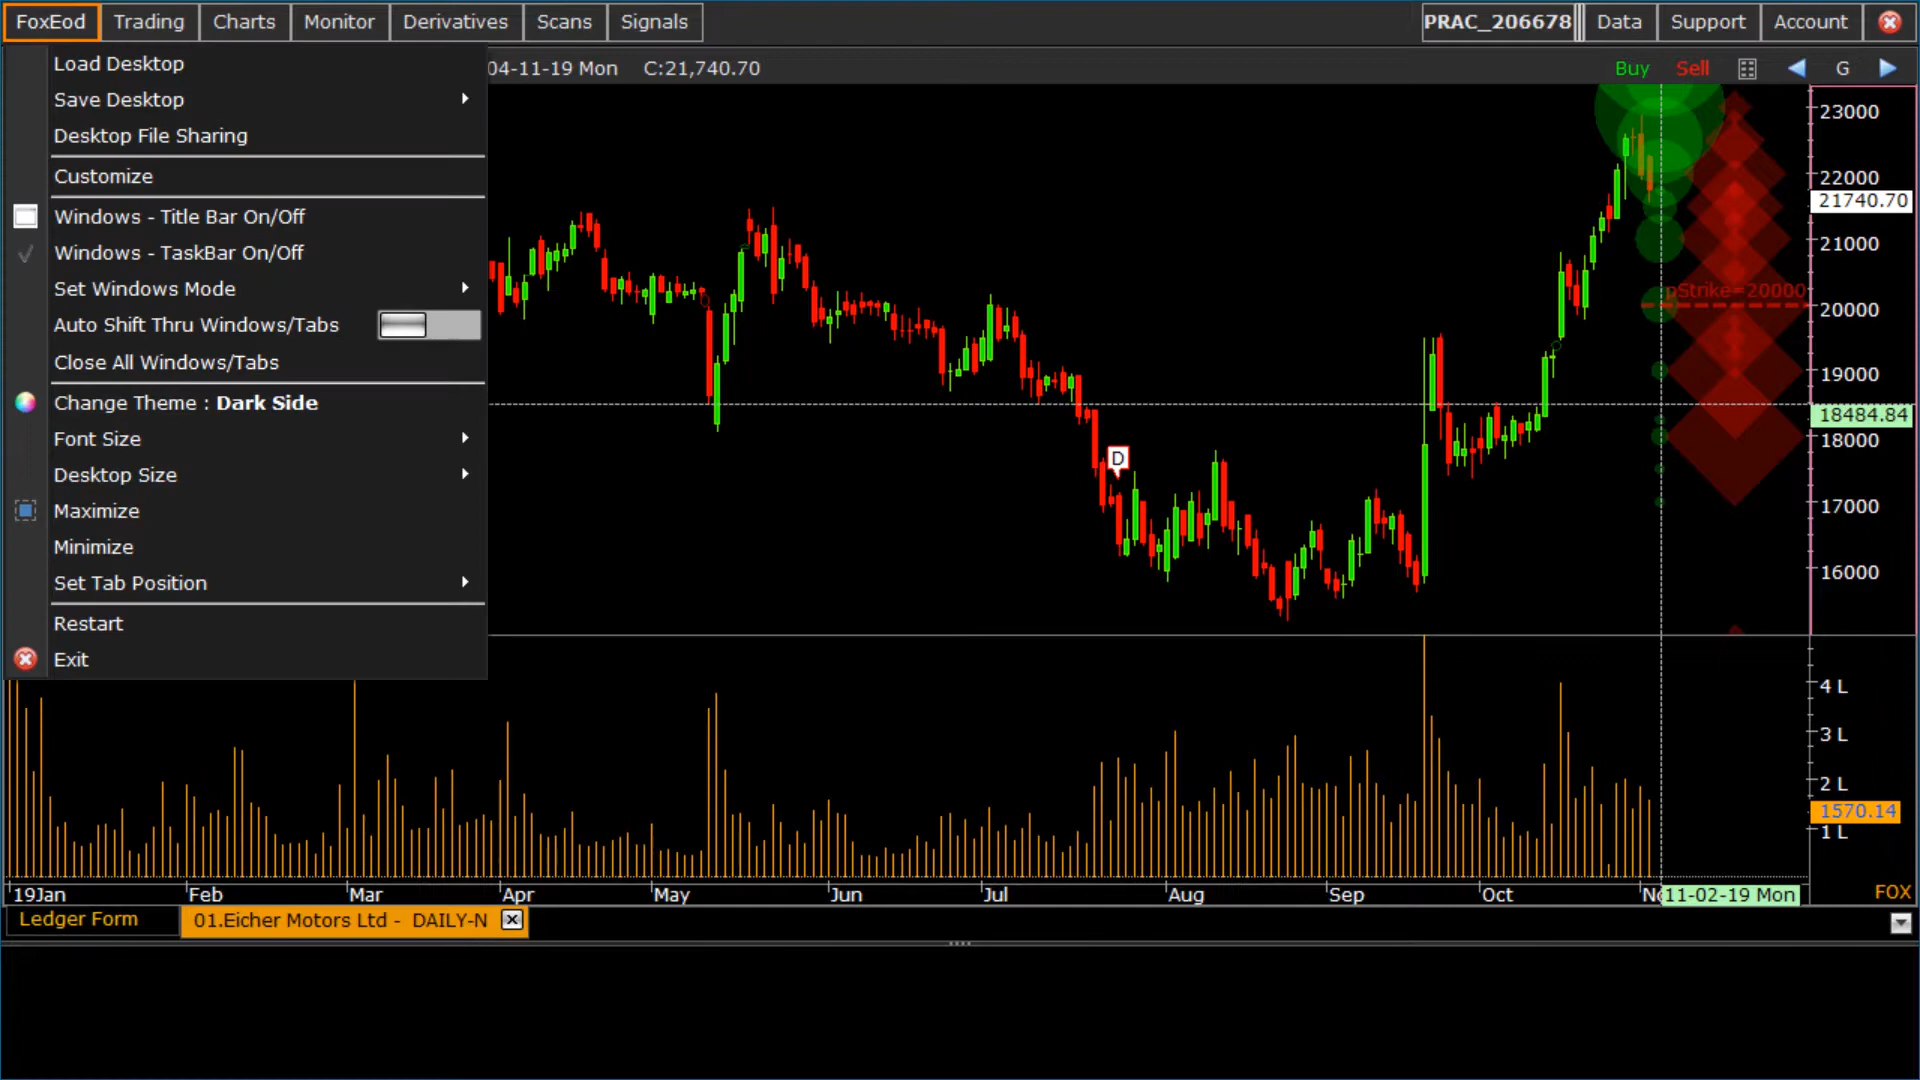 FoxEod Trading Charts Monitor Derivatives Scans Signals PRAC_206678 Data Support Account
04-11-19 Mon C:21,740.70 Buy Sell G
Load Desktop
Save Desktop
Desktop File Sharing
Customize
Windows - Title Bar On/Off
Windows - TaskBar On/Off
Set Windows Mode
Auto Shift Thru Windows/Tabs
Close All Windows/Tabs
Change Theme : Dark Side
Font Size
Desktop Size
Maximize
Minimize
Set Tab Position
Restart
Exit
D
pStrike=20000
23000
22000
21740.70
21000
20000
19000
18484.84
18000
17000
16000
4 L
3 L
2 L
1570.14
1 L
19Jan Feb Mar Apr May Jun Jul Aug Sep Oct 11-02-19 Mon FOX
Ledger Form 01.Eicher Motors Ltd - DAILY-N